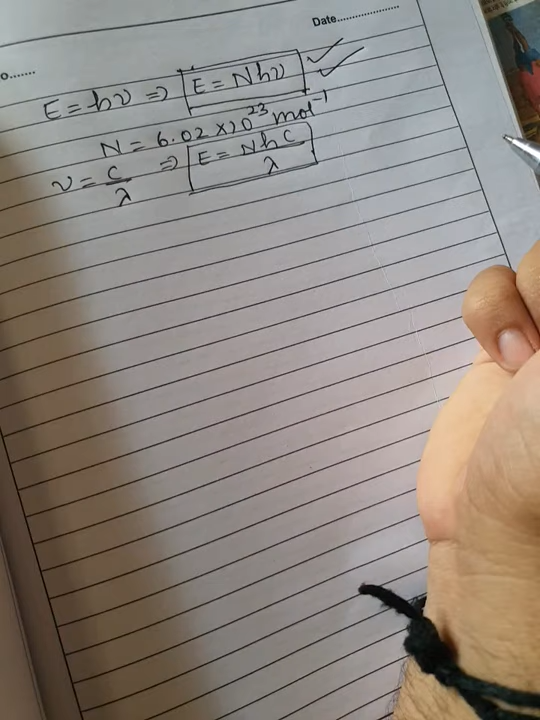 Date..................
o.......
E = hν ⇒ E = Nhν ✓✓
N = 6.02 × 10²³ mol⁻¹
ν = c/λ ⇒ E = Nhc/λ